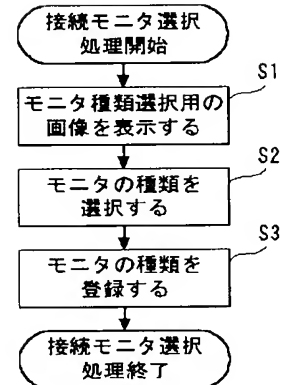 接続モニタ選択
処理開始
S1
モニタ種類選択用の
画像を表示する
S2
モニタの種類を
選択する
S3
モニタの種類を
登録する
接続モニタ選択
処理終了